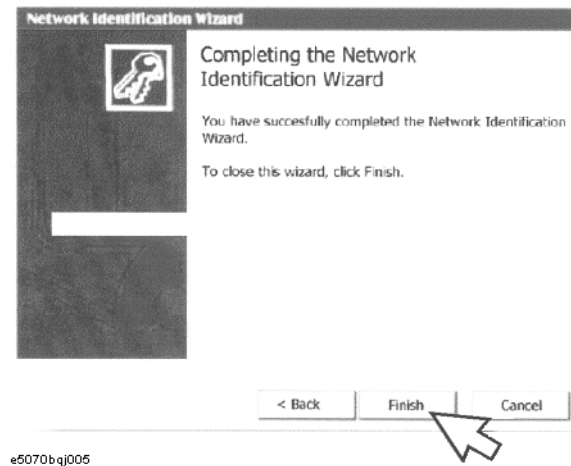 Network Identification Wizard
Completing the Network
Identification Wizard
You have succesfully completed the Network Identification
Wizard.
To close this wizard, click Finish.
< Back
Finish
Cancel
e5070bqj005